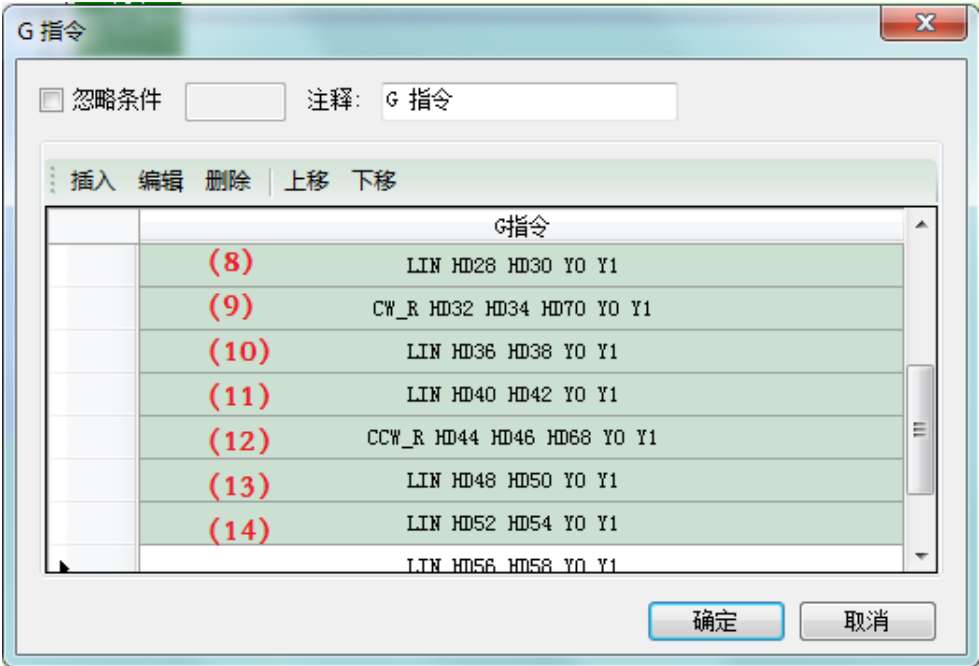 G 指令
忽略条件 注释: G 指令
插入 编辑 删除 上移 下移
G指令
(8) LIN HD28 HD30 Y0 Y1
(9) CW_R HD32 HD34 HD70 Y0 Y1
(10) LIN HD36 HD38 Y0 Y1
(11) LIN HD40 HD42 Y0 Y1
(12) CCW_R HD44 HD46 HD68 Y0 Y1
(13) LIN HD48 HD50 Y0 Y1
(14) LIN HD52 HD54 Y0 Y1
LIN HD56 HD58 Y0 Y1
确定 取消